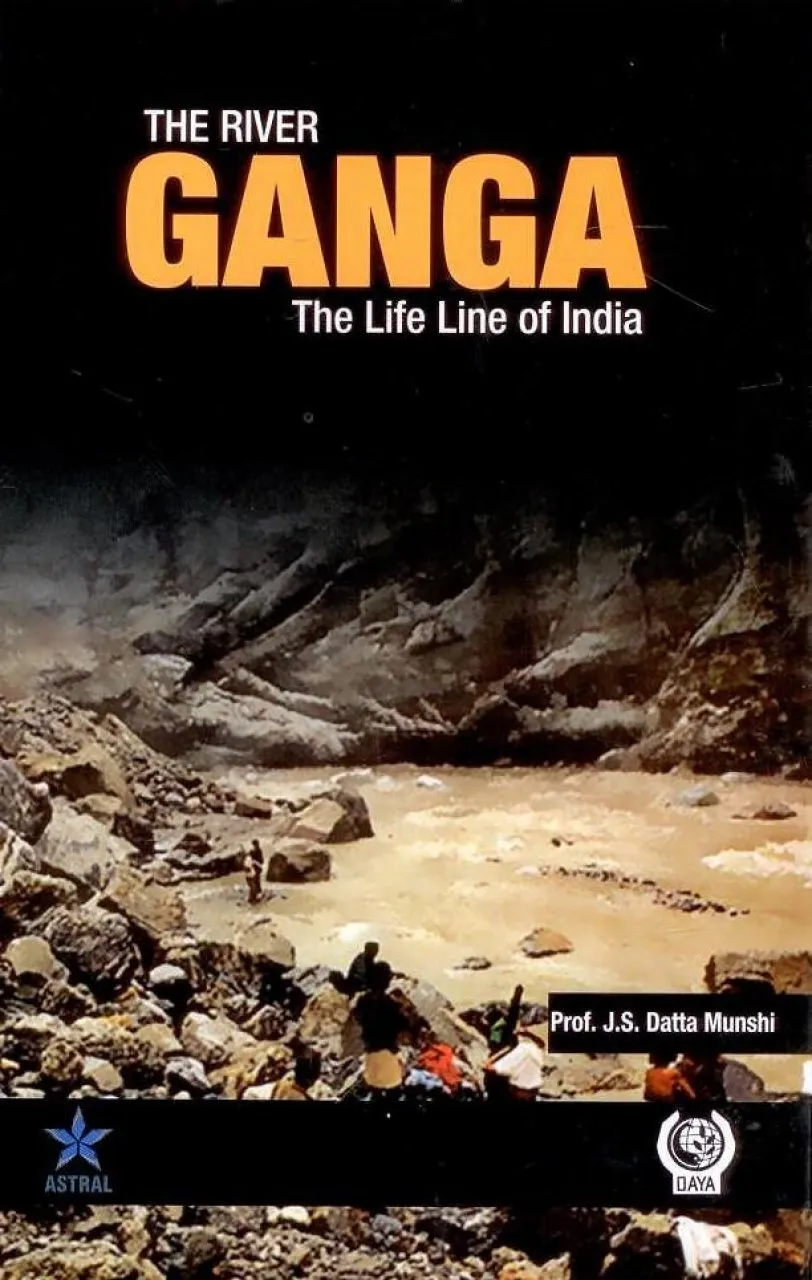 THE RIVER
GANGA
The Life Line of India
Prof. J.S. Datta Munshi
ASTRAL
DAYA